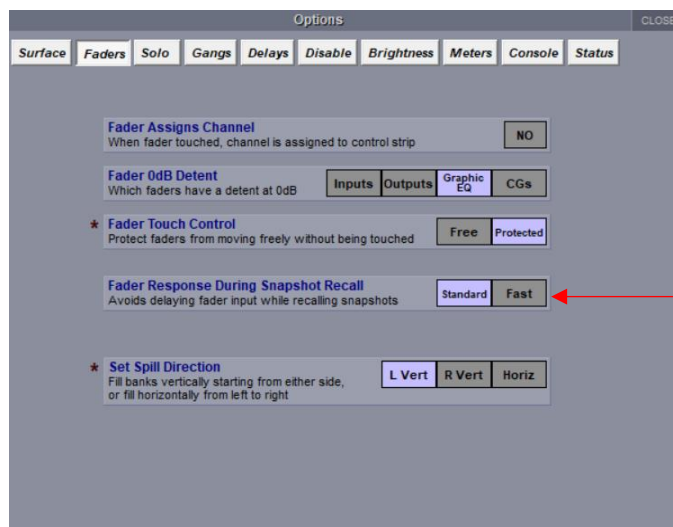 Options
CLOSE
Surface Faders Solo Gangs Delays Disable Brightness Meters Console Status
Fader Assigns Channel
When fader touched, channel is assigned to control strip
NO
Fader 0dB Detent
Which faders have a detent at 0dB
Inputs Outputs Graphic EQ CGs
* Fader Touch Control
Protect faders from moving freely without being touched
Free Protected
Fader Response During Snapshot Recall
Avoids delaying fader input while recalling snapshots
Standard Fast
* Set Spill Direction
Fill banks vertically starting from either side,
or fill horizontally from left to right
L Vert R Vert Horiz